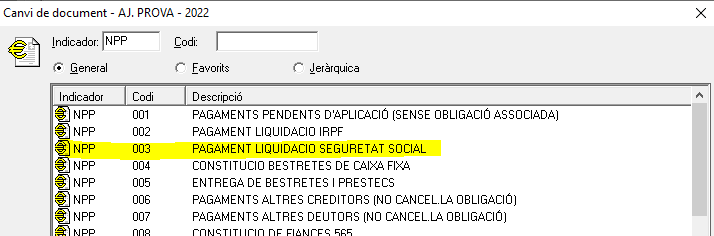 Canvi de document - AJ. PROVA - 2022
Indicador: NPP Codi:
General Favorits Jeràrquica
Indicador Codi Descripció
NPP 001 PAGAMENTS PENDENTS D'APLICACIÓ (SENSE OBLIGACIÓ ASSOCIADA)
NPP 002 PAGAMENT LIQUIDACIO IRPF
NPP 003 PAGAMENT LIQUIDACIO SEGURETAT SOCIAL
NPP 004 CONSTITUCIO BESTRETES DE CAIXA FIXA
NPP 005 ENTREGA DE BESTRETES I PRESTECS
NPP 006 PAGAMENTS ALTRES CREDITORS (NO CANCEL.LA OBLIGACIÓ)
NPP 007 PAGAMENTS ALTRES DEUTORS (NO CANCEL.LA OBLIGACIÓ)
NPP 008 CONSTITUCIO DE FIANCES 565